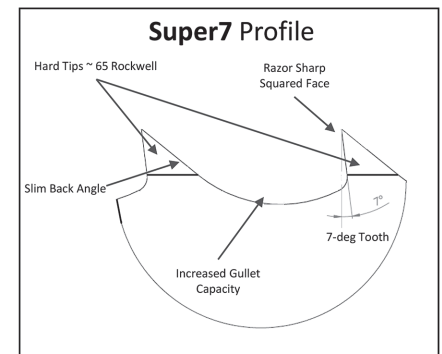 Super7 Profile
Hard Tips ~ 65 Rockwell
Razor Sharp
Squared Face
Slim Back Angle
7°
7-deg Tooth
Increased Gullet
Capacity